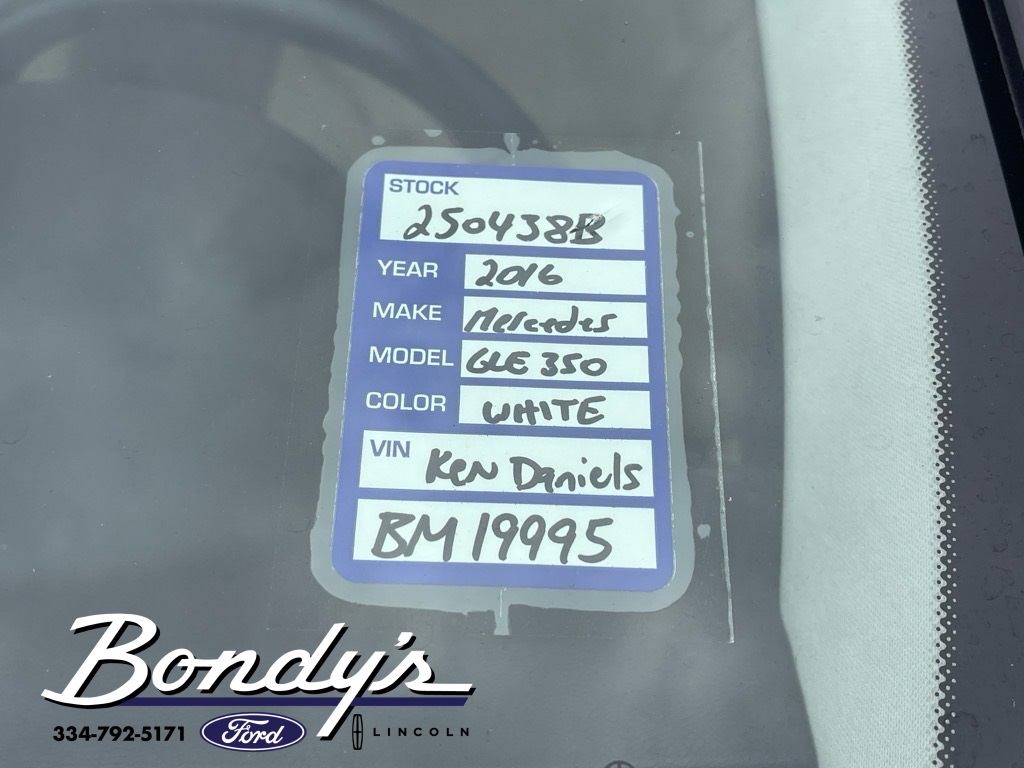 STOCK
250438B
YEAR 2016
MAKE Mercedes
MODEL GLE 350
COLOR WHITE
VIN Ken Daniels
BM 19995
Bondy's
334-792-5171 Ford LINCOLN